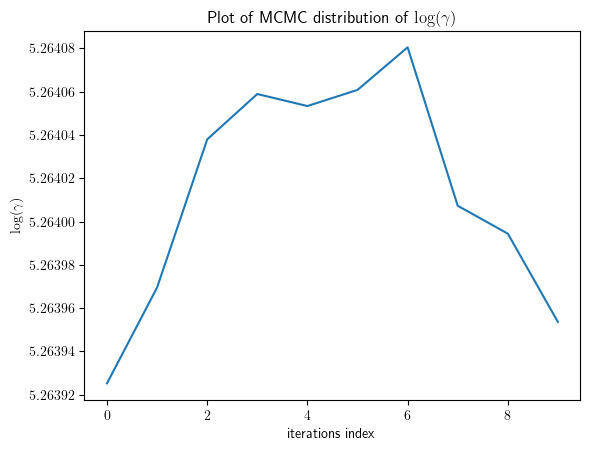 Plot of MCMC distribution of log(γ)
5.26408
5.26406
5.26404
5.26402
5.26400
5.26398
5.26396
5.26394
5.26392
log(γ)
0 2 4 6 8
iterations index